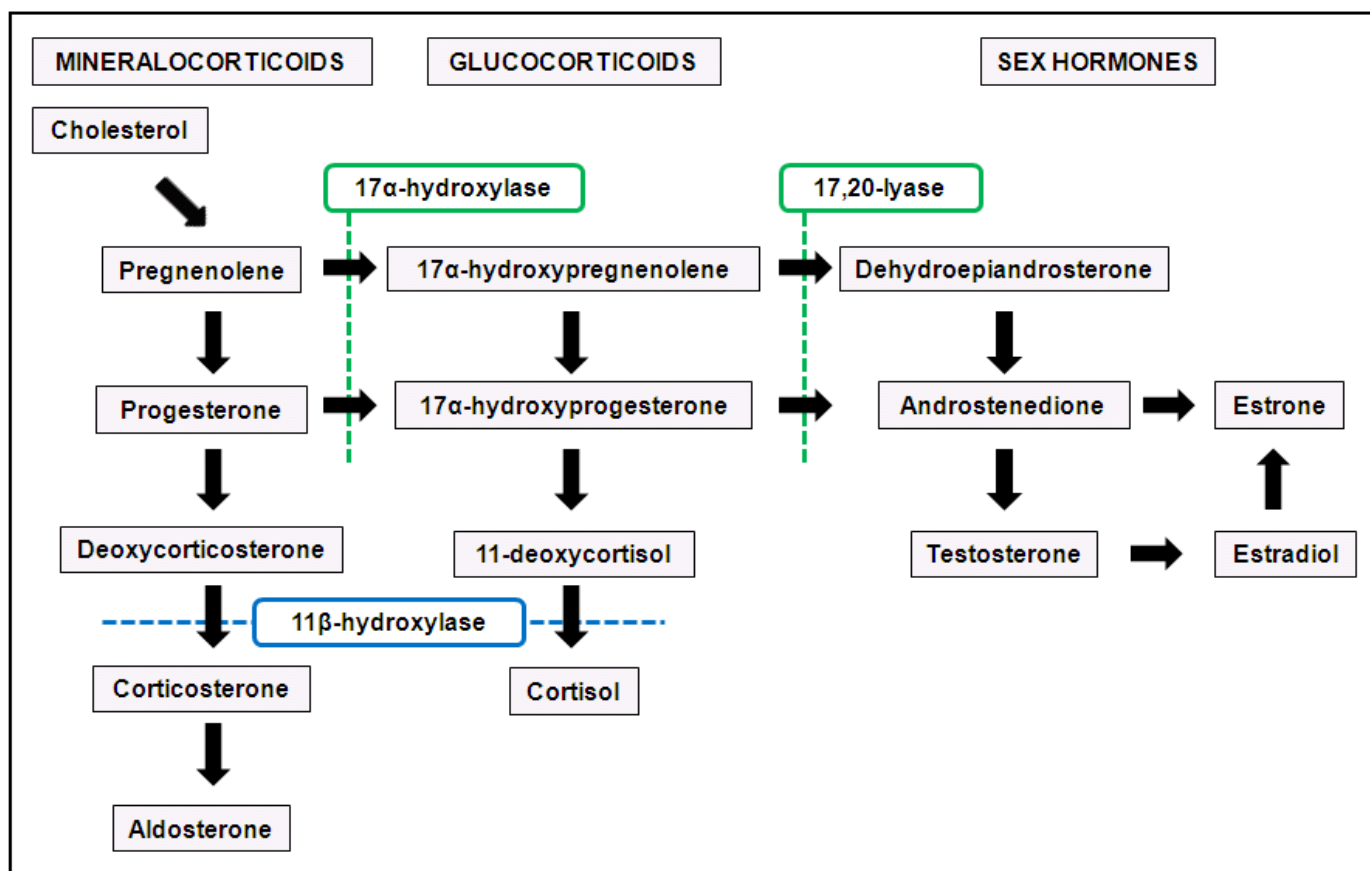 MINERALOCORTICOIDS
GLUCOCORTICOIDS
SEX HORMONES
Cholesterol
17α-hydroxylase
17,20-lyase
Pregnenolene
17α-hydroxypregnenolene
Dehydroepiandrosterone
Progesterone
17α-hydroxyprogesterone
Androstenedione
Estrone
Deoxycorticosterone
11-deoxycortisol
Testosterone
Estradiol
11β-hydroxylase
Corticosterone
Cortisol
Aldosterone